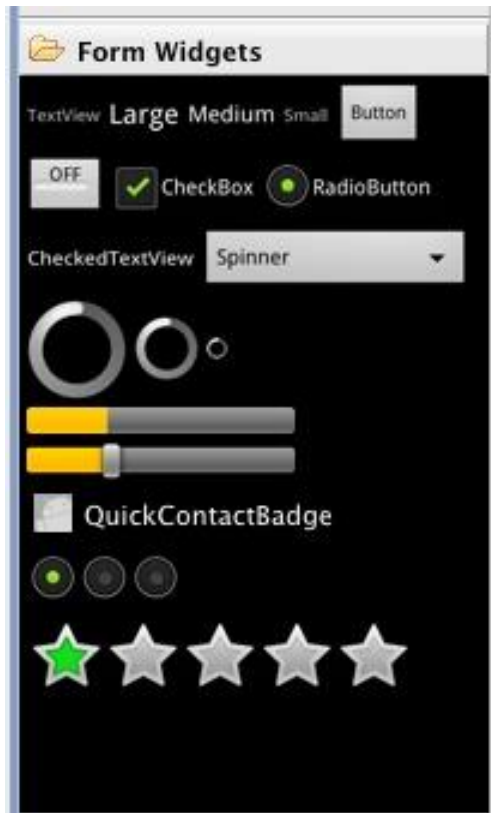 Form Widgets
TextView Large Medium Small Button
OFF CheckBox RadioButton
CheckedTextView Spinner
QuickContactBadge